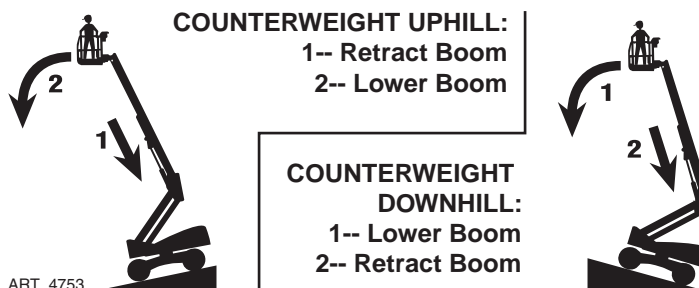 COUNTERWEIGHT UPHILL:
1-- Retract Boom
2-- Lower Boom
2
1
COUNTERWEIGHT
DOWNHILL:
1-- Lower Boom
2-- Retract Boom
1
2
ART_4753